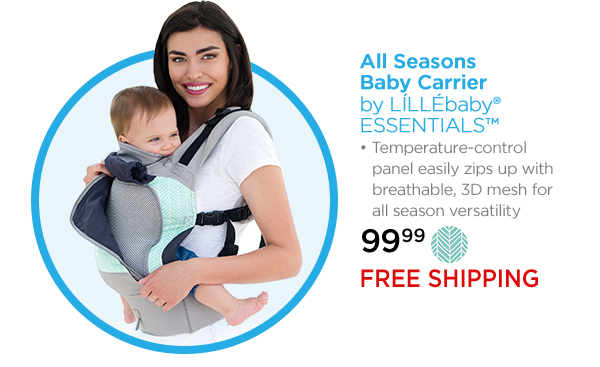 All Seasons
Baby Carrier
by LÍLLÉbaby®
ESSENTIALS™
• Temperature-control
panel easily zips up with
breathable, 3D mesh for
all season versatility
99⁹⁹
FREE SHIPPING